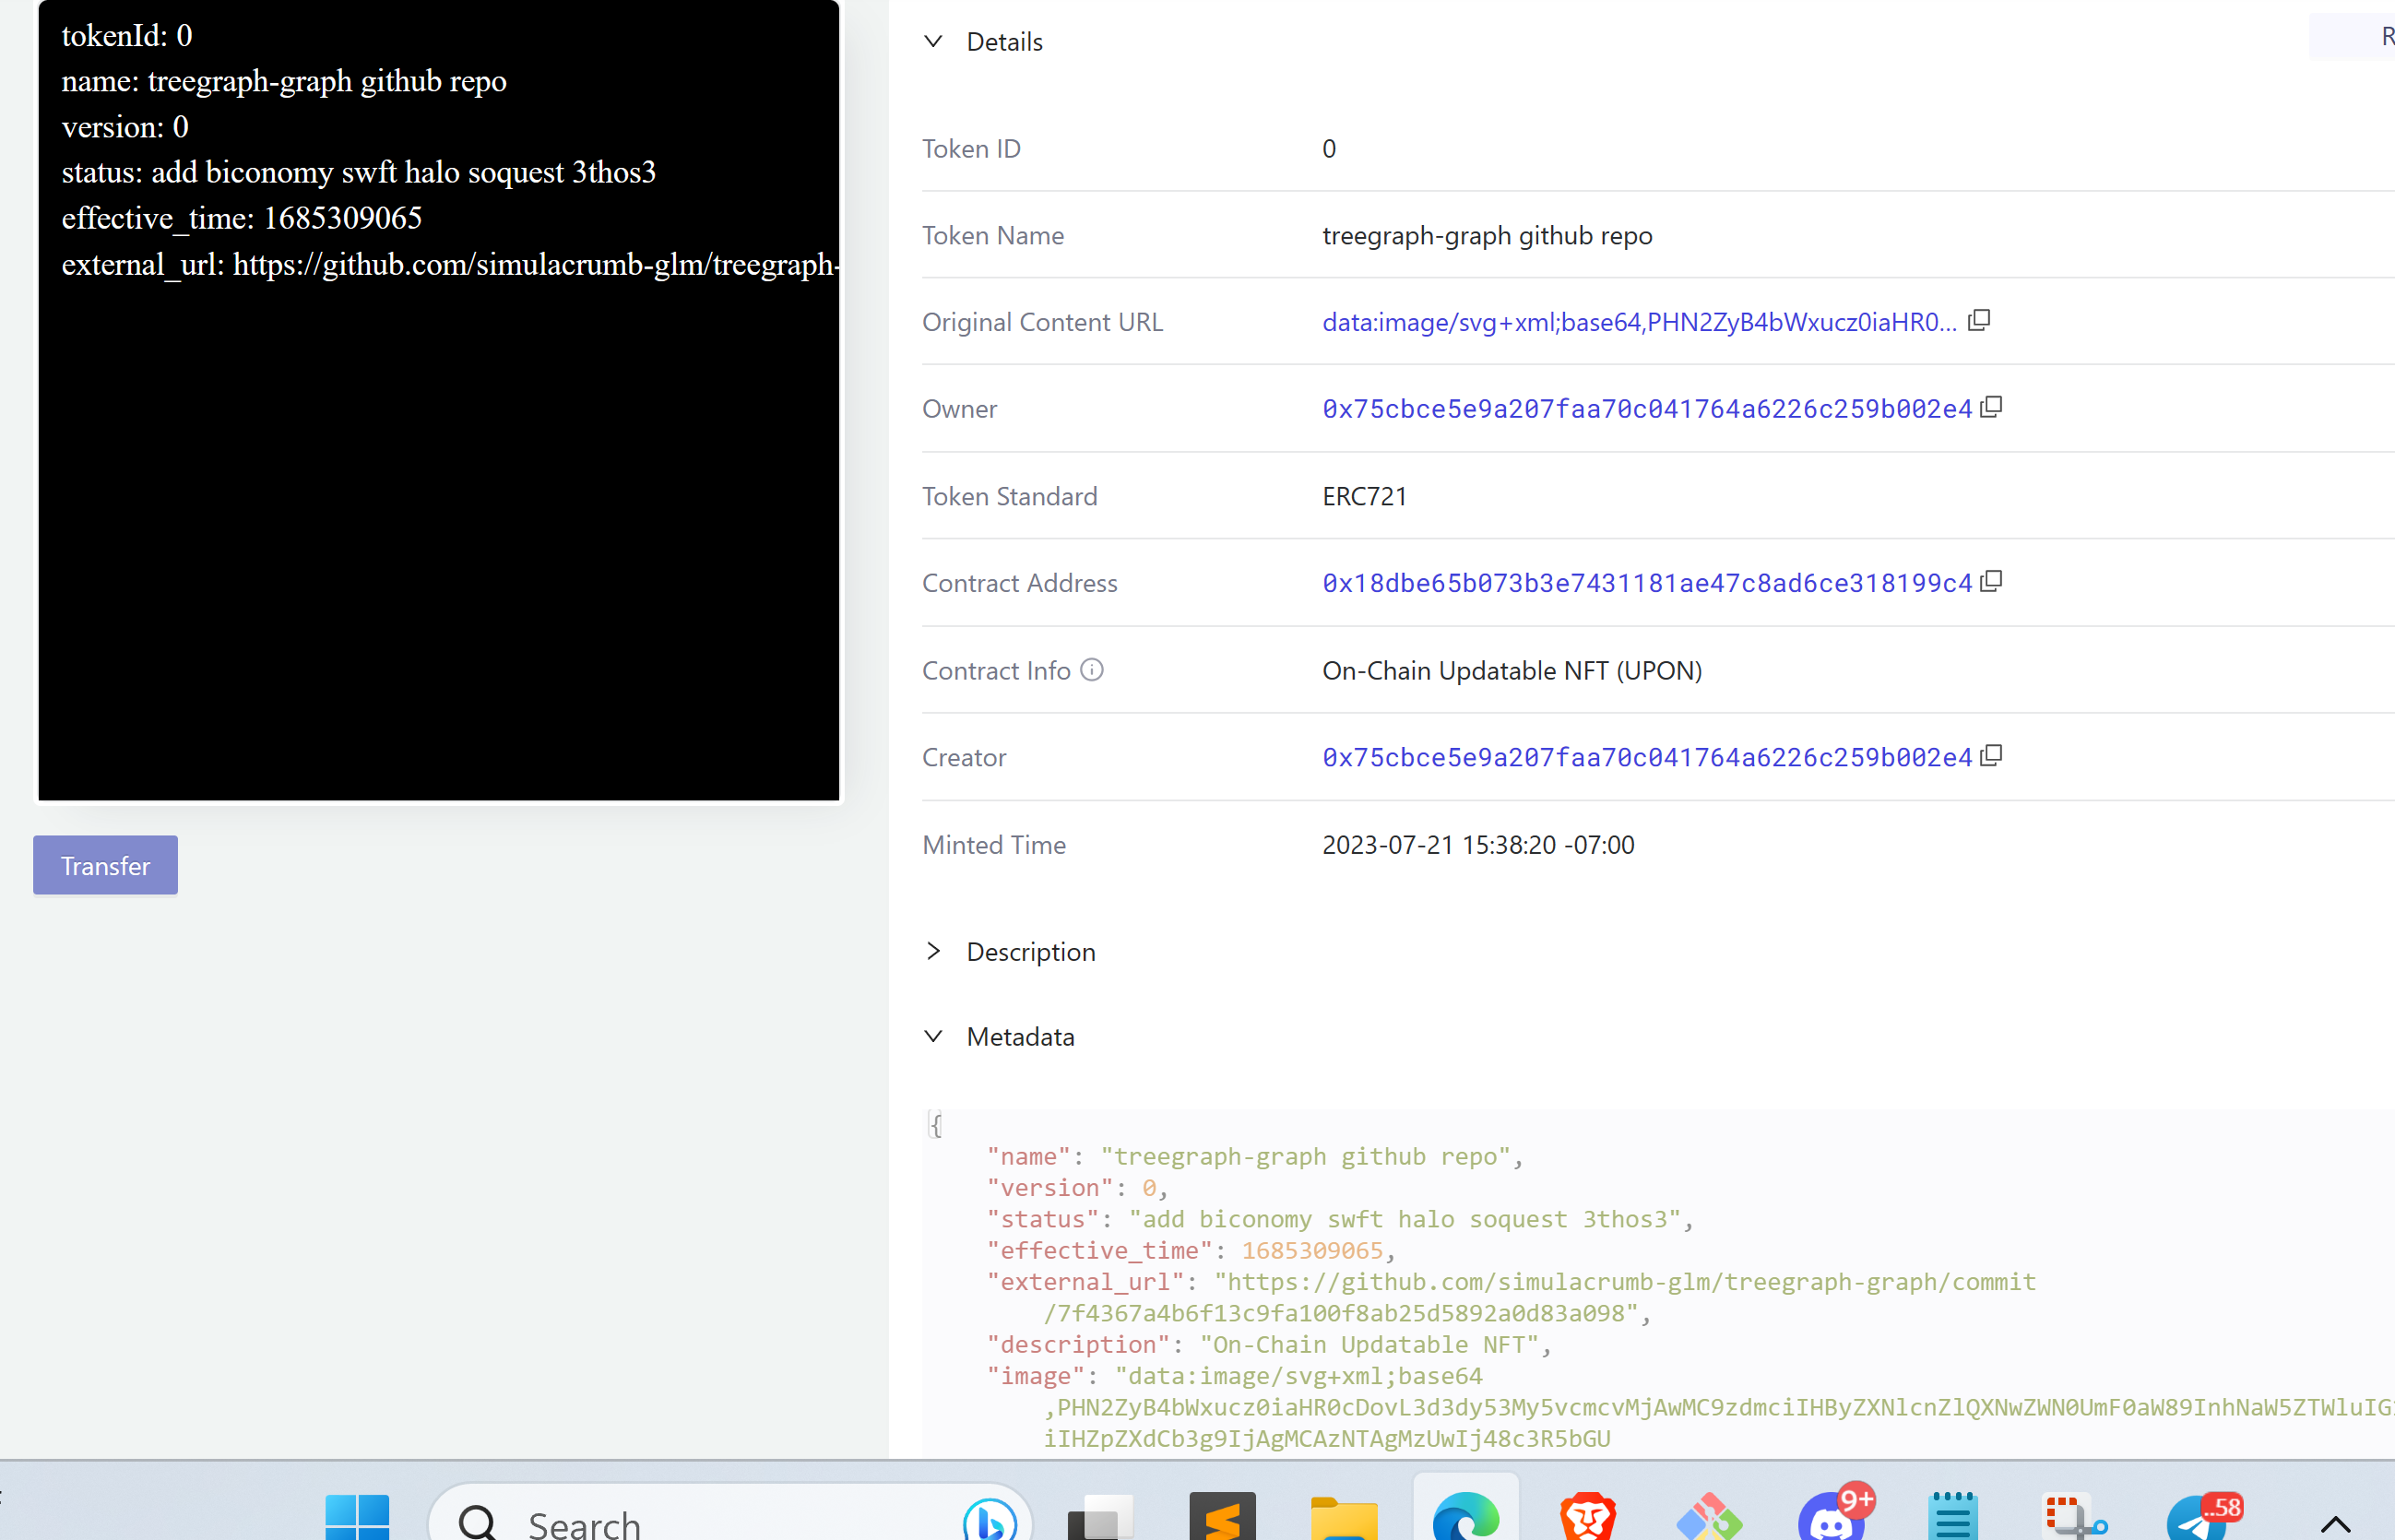 tokenId: 0
name: treegraph-graph github repo
version: 0
status: add biconomy swft halo soquest 3thos3
effective_time: 1685309065
external_url: https://github.com/simulacrumb-glm/treegraph-
Transfer
Details
R
Token ID 0
Token Name treegraph-graph github repo
Original Content URL data:image/svg+xml;base64,PHN2ZyB4bWxucz0iaHR0...
Owner 0x75cbce5e9a207faa70c041764a6226c259b002e4
Token Standard ERC721
Contract Address 0x18dbe65b073b3e7431181ae47c8ad6ce318199c4
Contract Info On-Chain Updatable NFT (UPON)
Creator 0x75cbce5e9a207faa70c041764a6226c259b002e4
Minted Time 2023-07-21 15:38:20 -07:00
Description
Metadata
{
"name": "treegraph-graph github repo",
"version": 0,
"status": "add biconomy swft halo soquest 3thos3",
"effective_time": 1685309065,
"external_url": "https://github.com/simulacrumb-glm/treegraph-graph/commit
/7f4367a4b6f13c9fa100f8ab25d5892a0d83a098",
"description": "On-Chain Updatable NFT",
"image": "data:image/svg+xml;base64
,PHN2ZyB4bWxucz0iaHR0cDovL3d3dy53My5vcmcvMjAwMC9zdmciIHByZXNlcnZlQXNwZWN0UmF0aW89InhNaW5ZTWluIG
iIHZpZXdCb3g9IjAgMCAzNTAgMzUwIj48c3R5bGU
Search
9+
..58